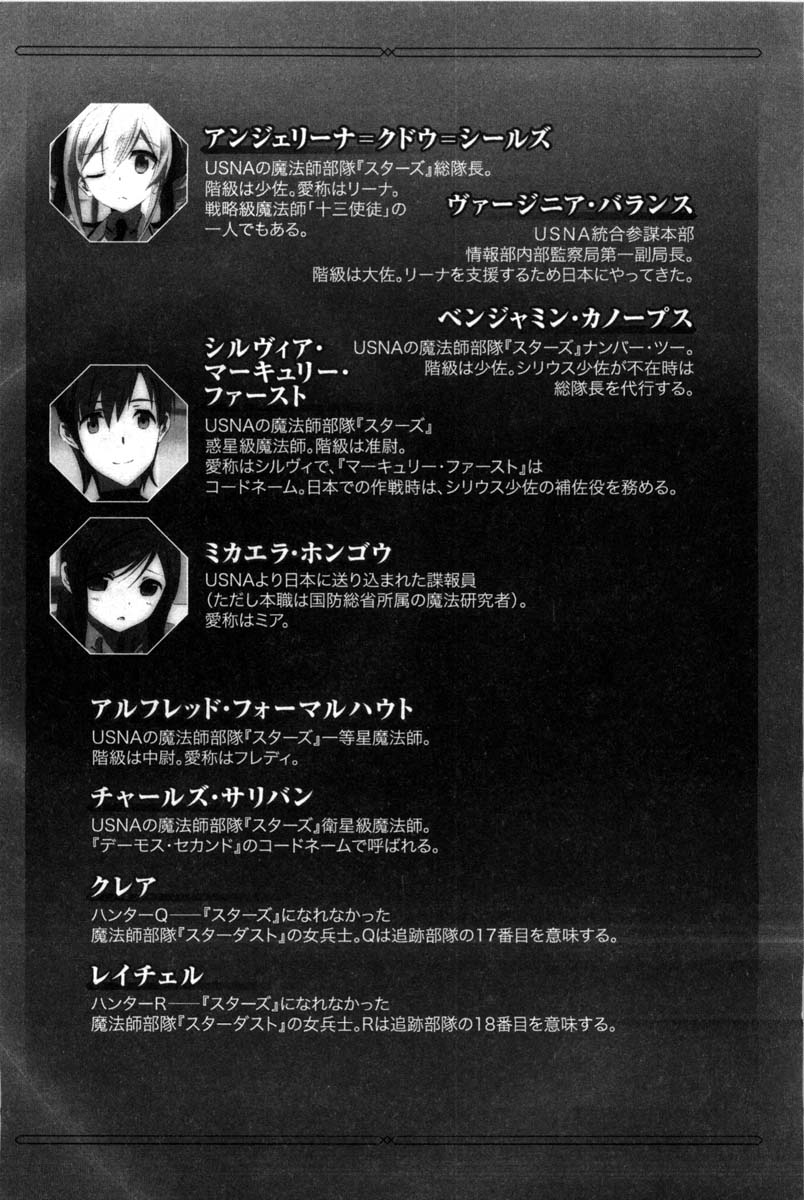 アンジェリーナ=クドウ=シールズ
USNAの魔法師部隊『スターズ』総隊長。
階級は少佐。愛称はリーナ。
戦略級魔法師「十三使徒」の
一人でもある。
ヴァージニア・バランス
USNA統合参謀本部
情報部内部監察局第一副局長。
階級は大佐。リーナを支援するため日本にやってきた。
ベンジャミン・カノープス
USNAの魔法師部隊『スターズ』ナンバー・ツー。
階級は少佐。シリウス少佐が不在時は
総隊長を代行する。
シルヴィア・
マーキュリー・
ファースト
USNAの魔法師部隊『スターズ』
惑星級魔法師。階級は准尉。
愛称はシルヴィで、『マーキュリー・ファースト』は
コードネーム。日本での作戦時は、シリウス少佐の補佐役を務める。
ミカエラ・ホンゴウ
USNAより日本に送り込まれた諜報員
(ただし本職は国防総省所属の魔法研究者)。
愛称はミア。
アルフレッド・フォーマルハウト
USNAの魔法師部隊『スターズ』一等星魔法師。
階級は中尉。愛称はフレディ。
チャールズ・サリバン
USNAの魔法師部隊『スターズ』衛星級魔法師。
『デーモス・セカンド』のコードネームで呼ばれる。
クレア
ハンターQ――『スターズ』になれなかった
魔法師部隊『スターダスト』の女兵士。Qは追跡部隊の17番目を意味する。
レイチェル
ハンターR――『スターズ』になれなかった
魔法師部隊『スターダスト』の女兵士。Rは追跡部隊の18番目を意味する。